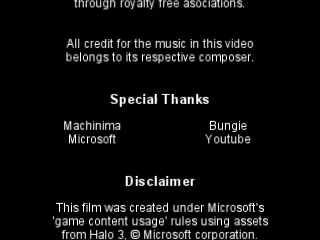 through royalty free asociations.
All credit for the music in this video
belongs to its respective composer.
Special Thanks
Machinima Bungie
Microsoft Youtube
Disclaimer
This film was created under Microsoft's
'game content usage' rules using assets
from Halo 3, © Microsoft corporation.